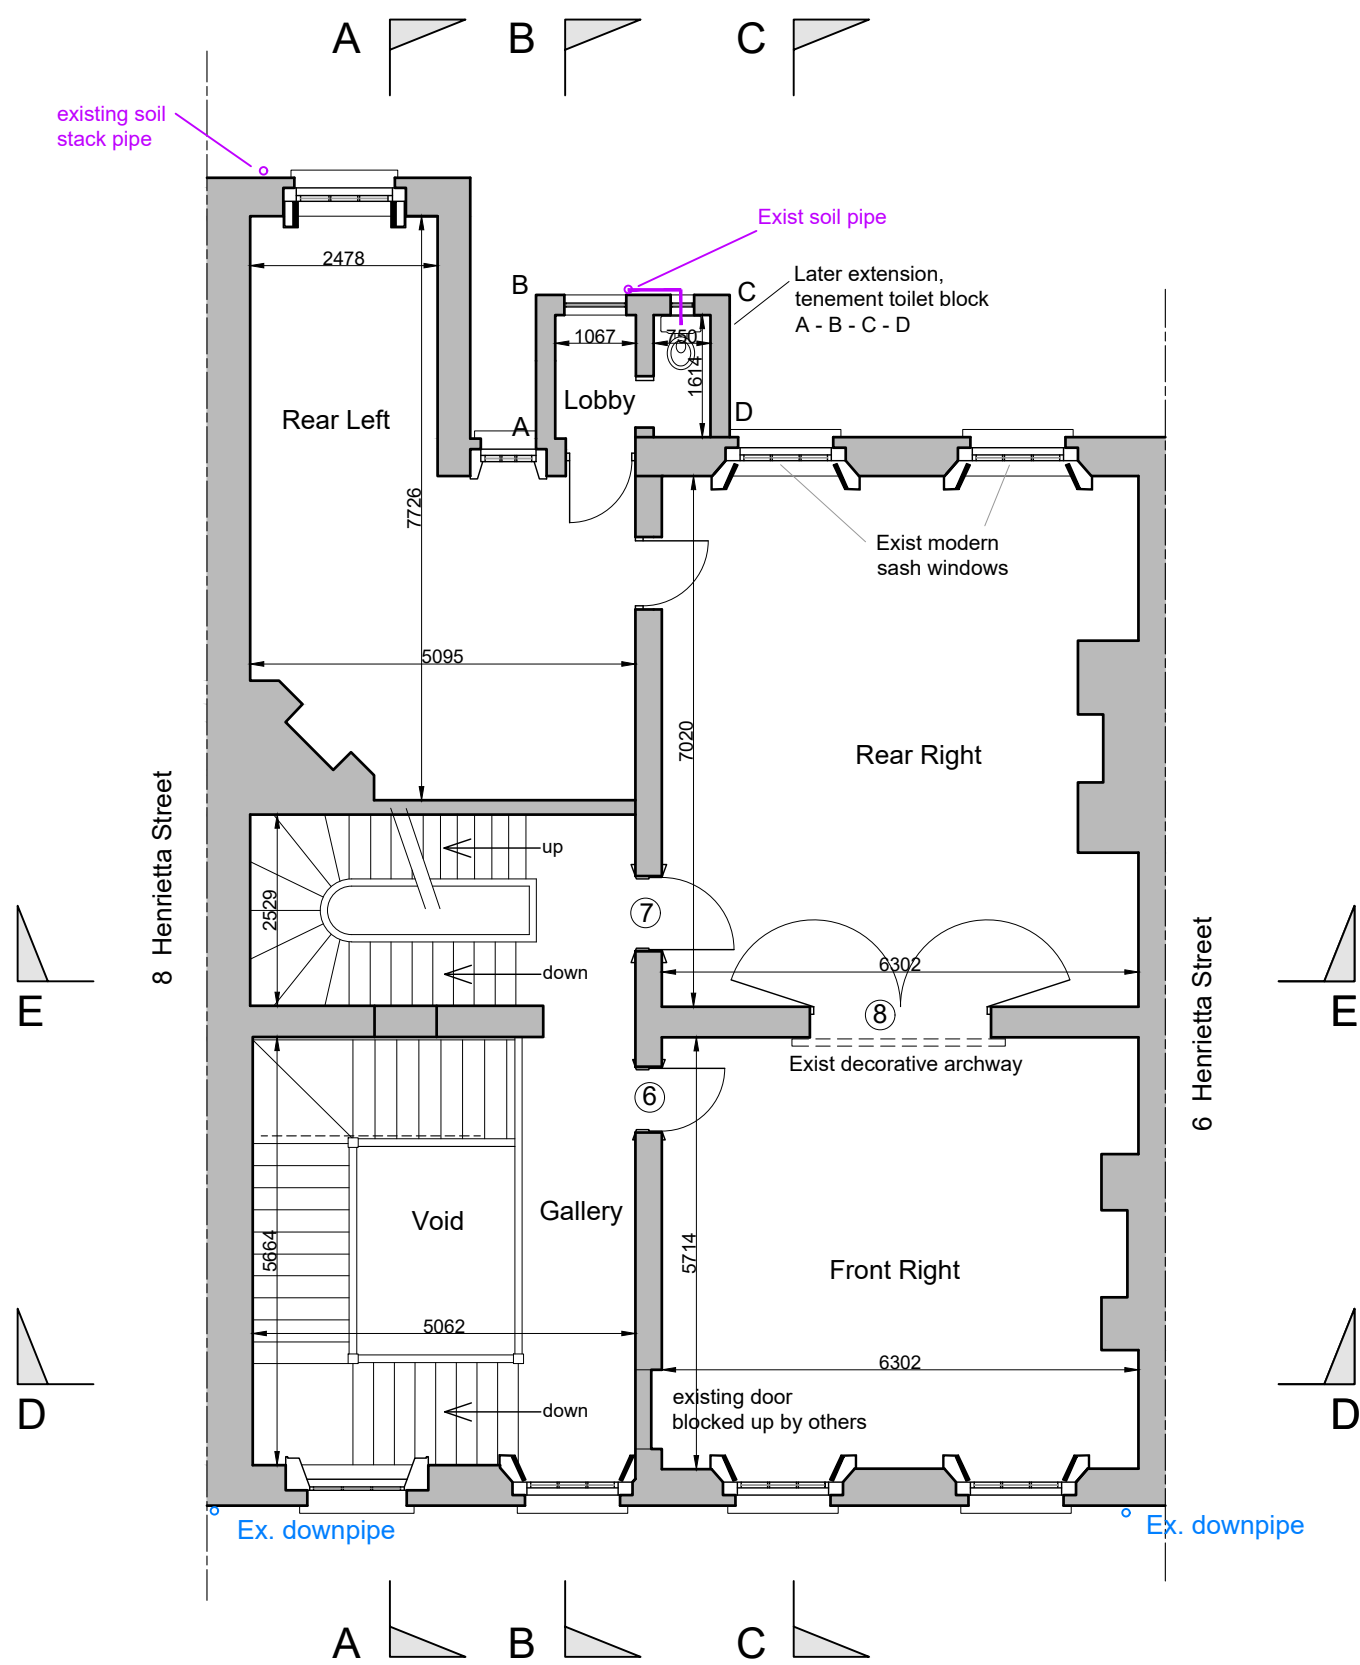 A
B
C
existing soil
stack pipe
Exist soil pipe
2478
B
C
Later extension,
tenement toilet block
A - B - C - D
1067
750
1614
Lobby
Rear Left
A
D
7726
Exist modern
sash windows
5095
7020
Rear Right
8 Henrietta Street
up
2529
7
down
6302
6 Henrietta Street
E
E
8
Exist decorative archway
6
Void
Gallery
5664
5714
Front Right
5062
6302
D
D
existing door
blocked up by others
down
Ex. downpipe
Ex. downpipe
A
B
C